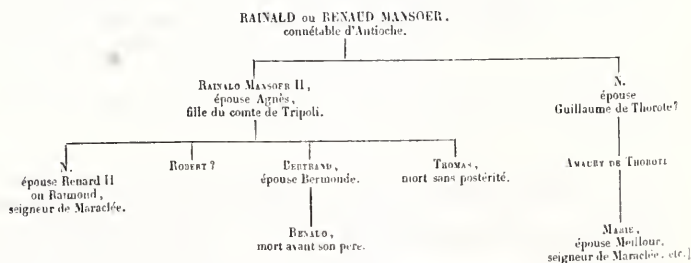 RAINALD ou RENAUD MANSOER,
connétable d'Antioche.
RAINALD MANSOER II,
épouse Agnès,
fille du comte de Tripoli.
N.
épouse
Guillaume de Thorote?
N.
épouse Renard II
ou Raimond,
seigneur de Maraclée.
ROBERT ?
BERTRAND,
épouse Bermonde.
THOMAS,
mort sans postérité.
AMAURY DE THOROTE
RENALD,
mort avant son père.
MARIE,
épouse Meillour,
seigneur de Maraclée, etc.